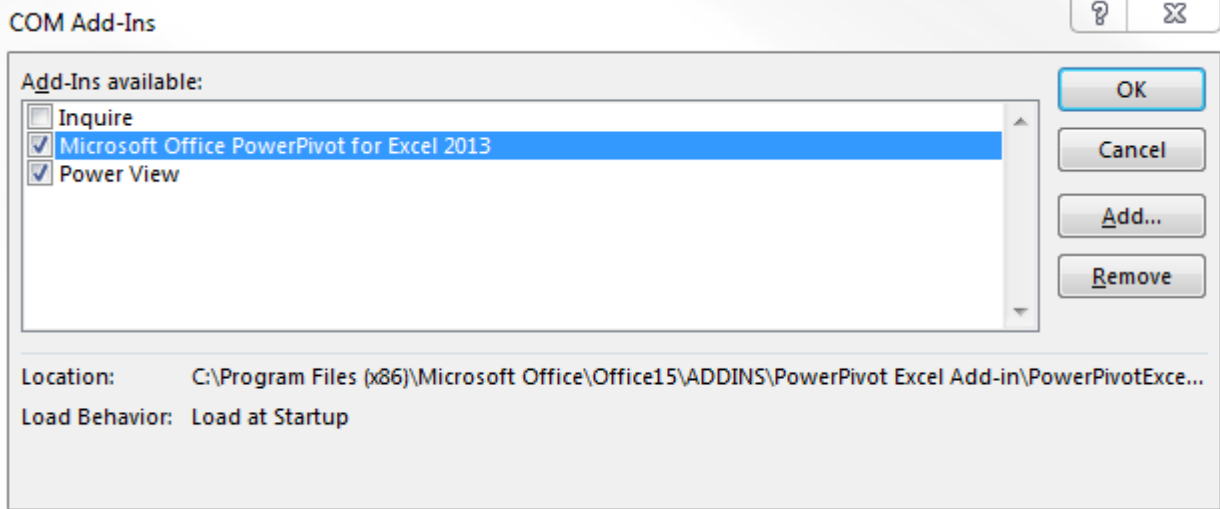 COM Add-Ins
Add-Ins available:
Inquire
Microsoft Office PowerPivot for Excel 2013
Power View
OK
Cancel
Add...
Remove
Location: C:\Program Files (x86)\Microsoft Office\Office15\ADDINS\PowerPivot Excel Add-in\PowerPivotExce...
Load Behavior: Load at Startup